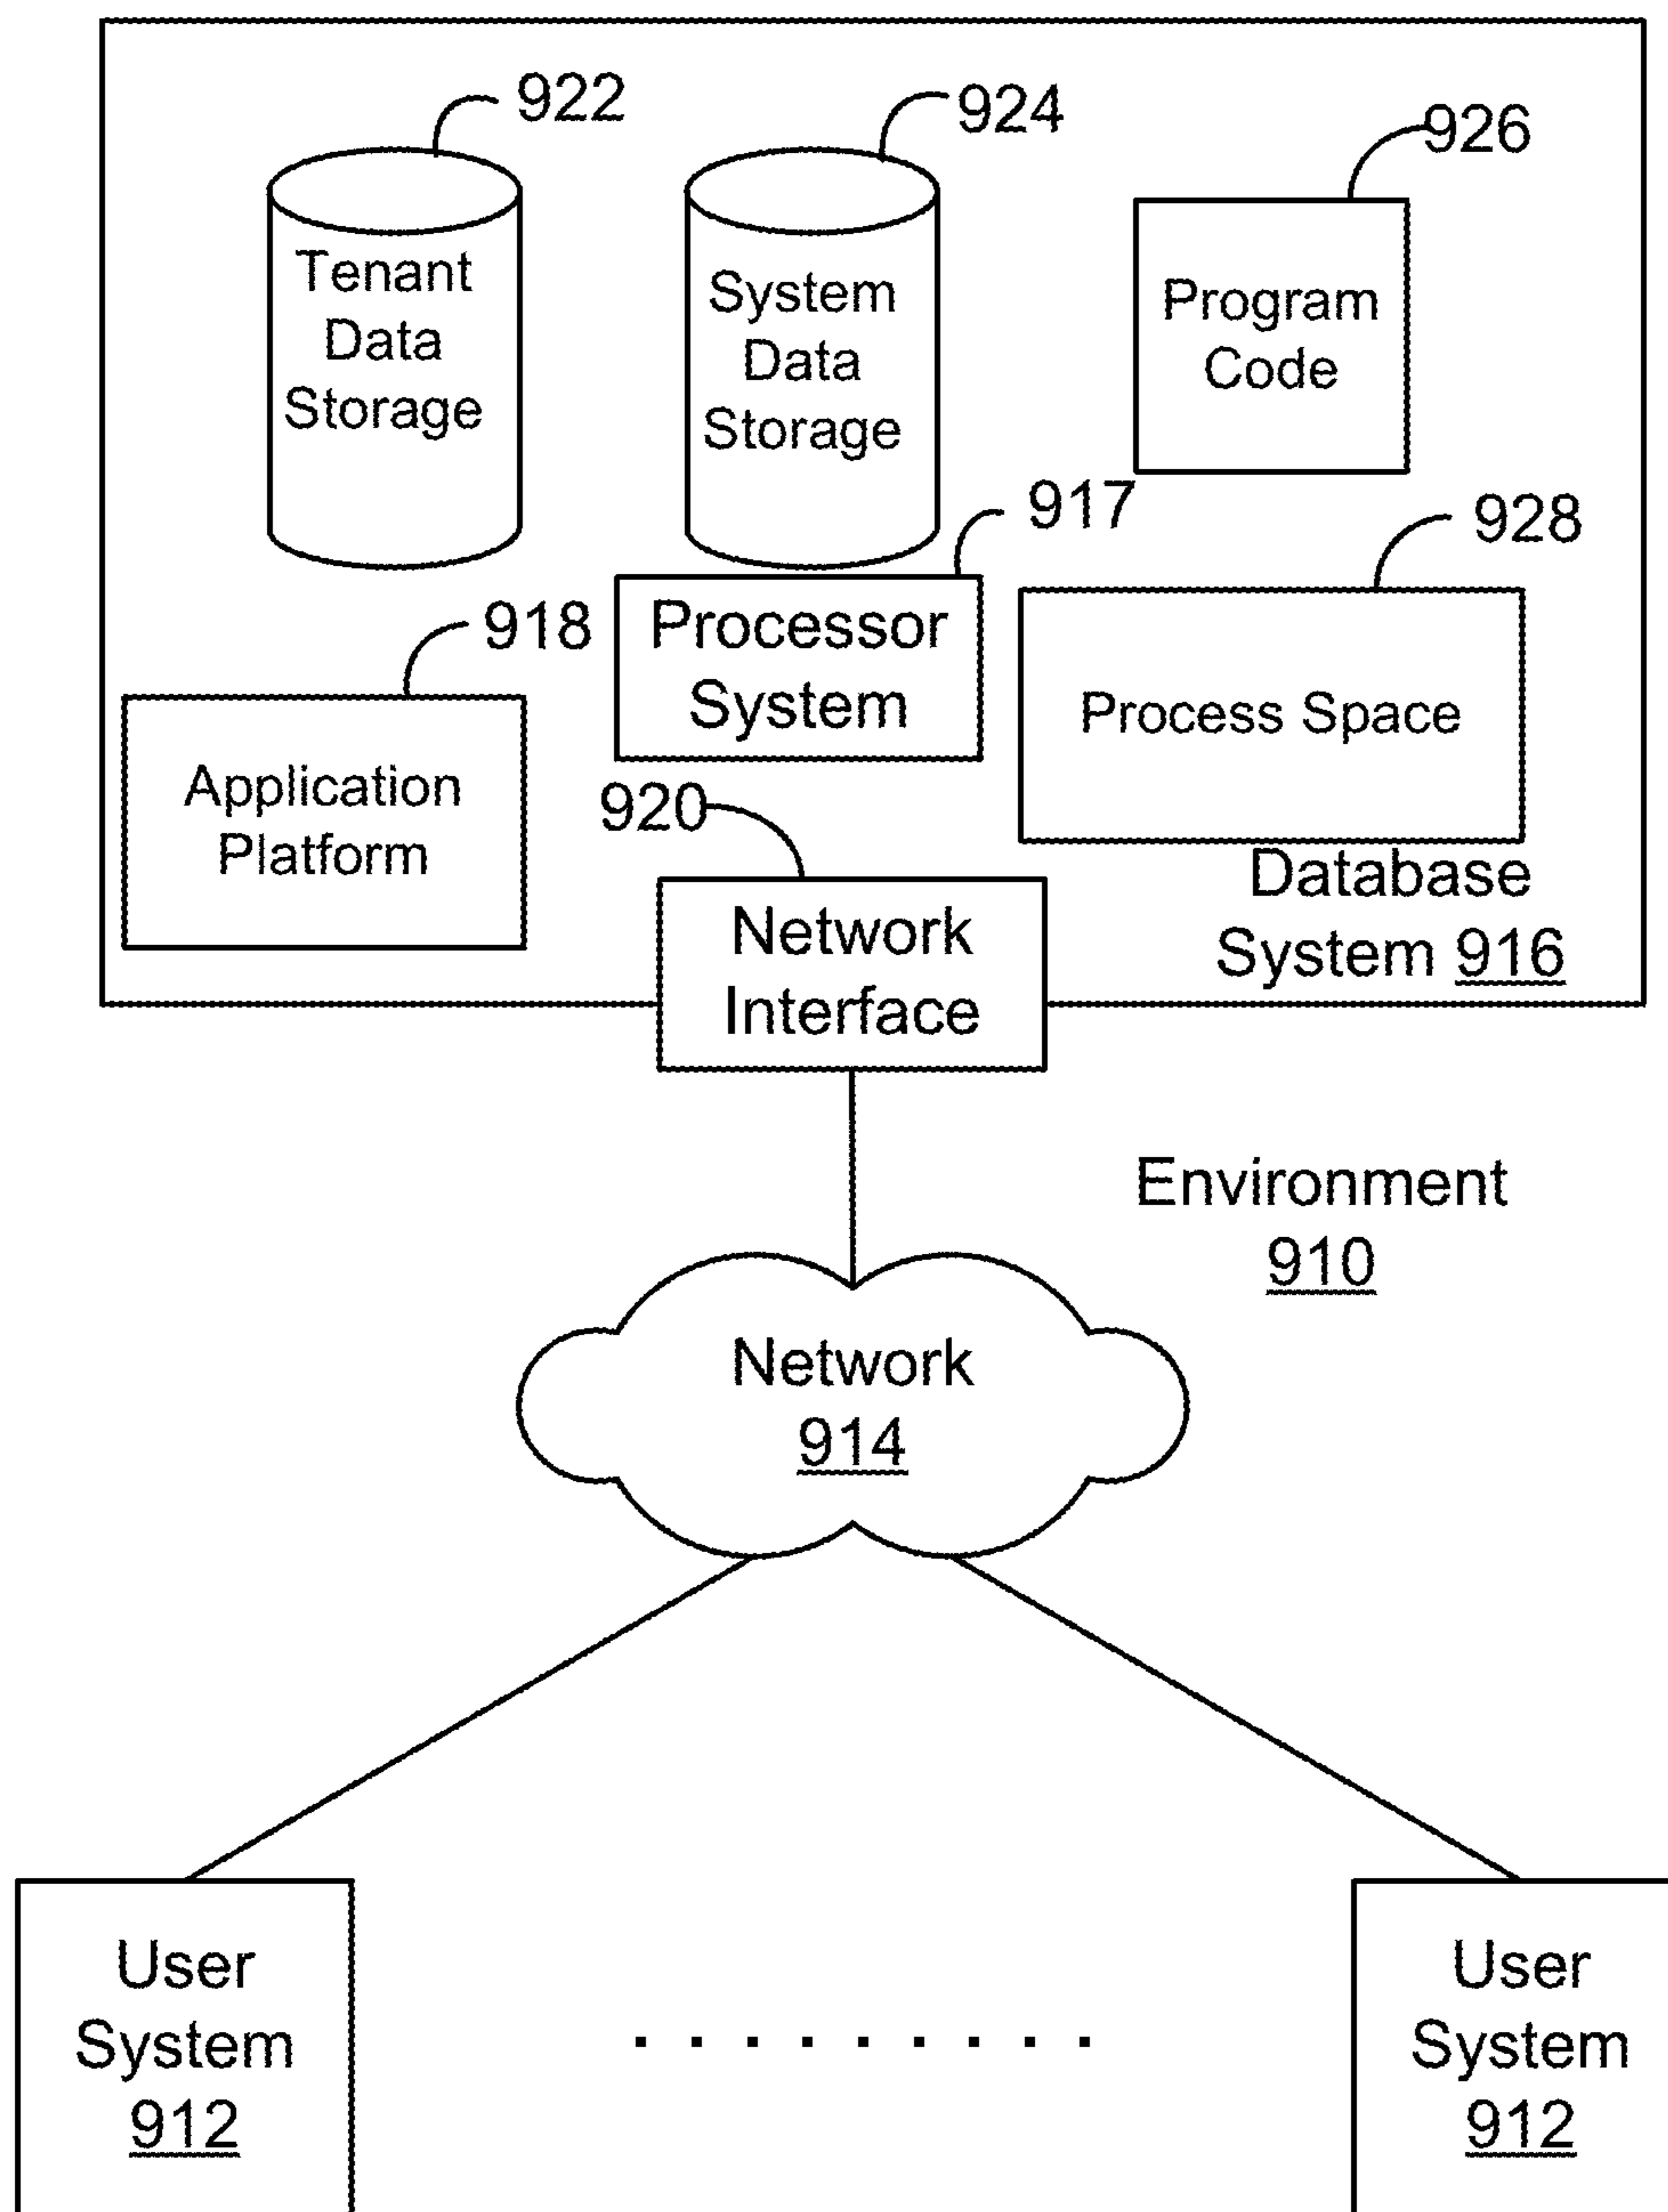 922
924
926
Tenant
Data
Storage
System
Data
Storage
Program
Code
917
928
918
Processor
System
Process Space
Application
Platform
920
Database
System 916
Network
Interface
Environment
910
Network
914
User
System
912
User
System
912